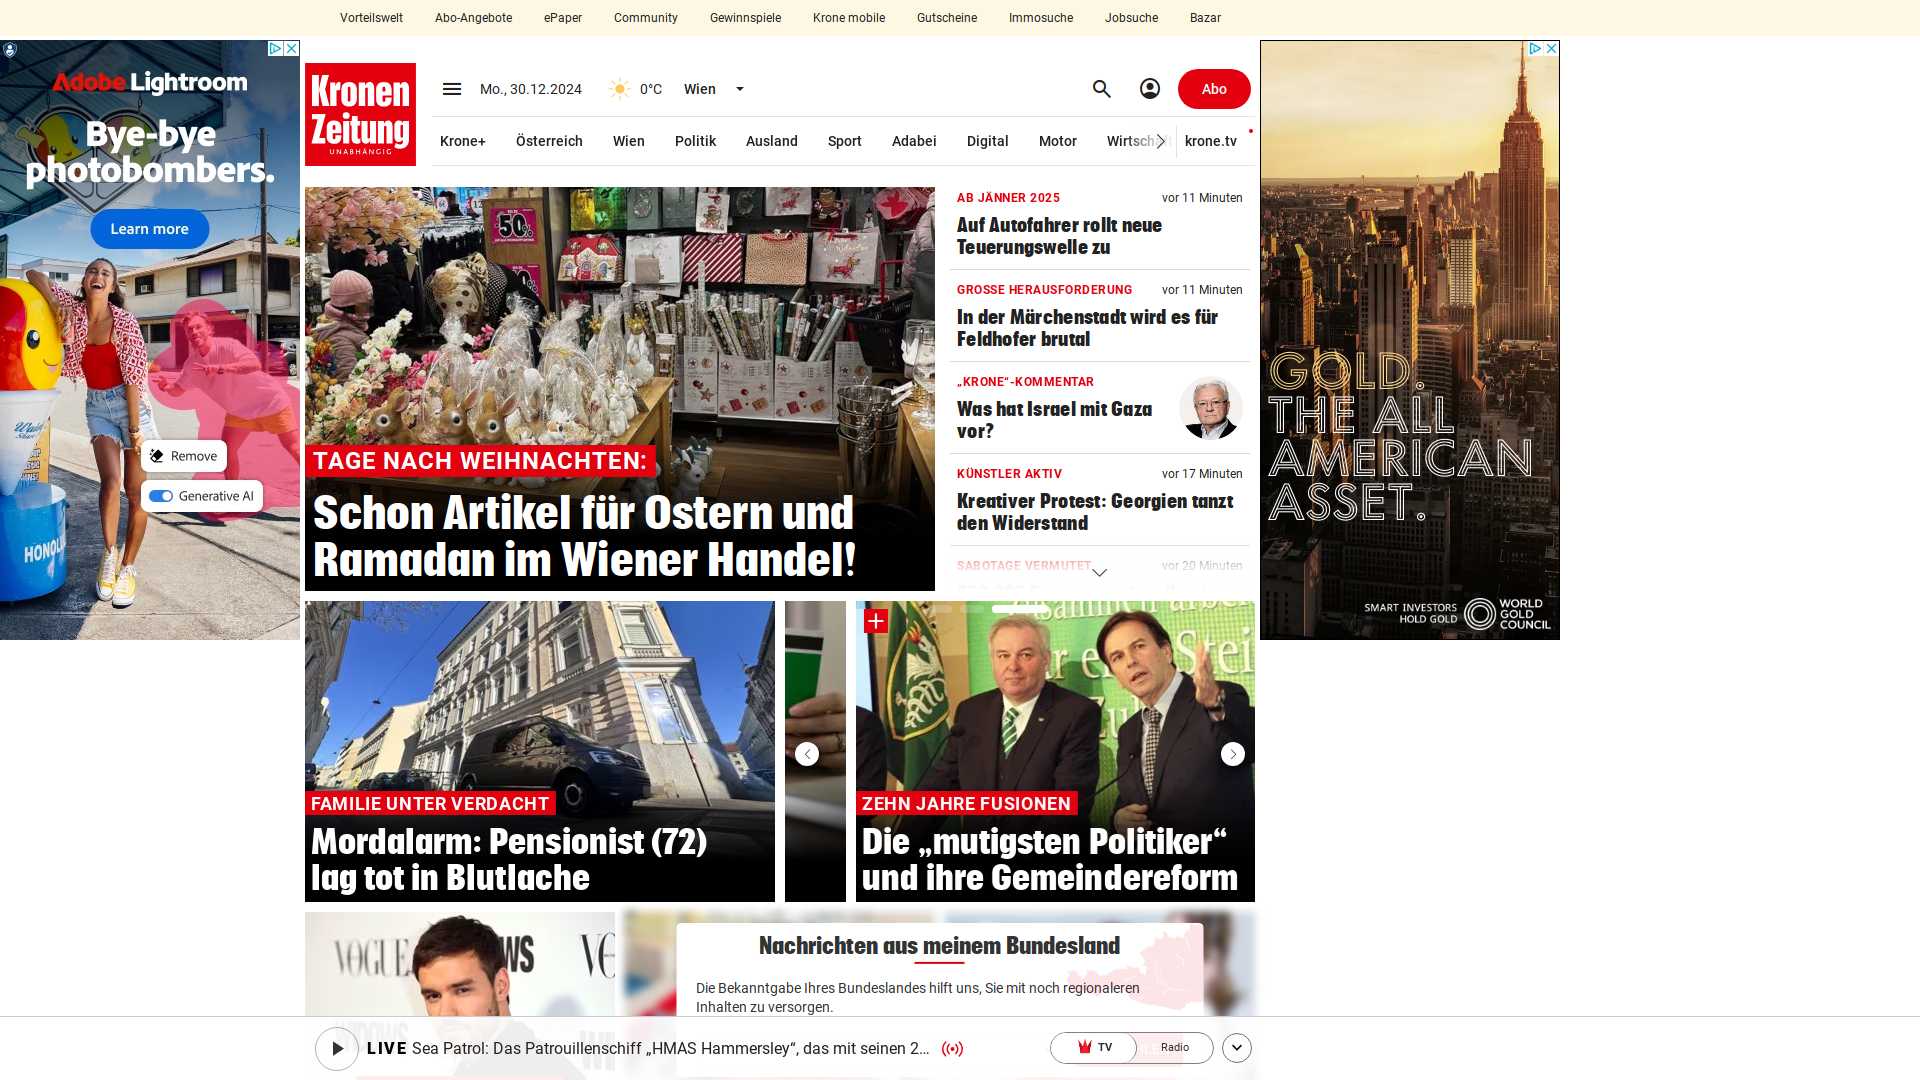 Vorteilswelt Abo-Angebote ePaper Community Gewinnspiele Krone mobile Gutscheine Immosuche Jobsuche Bazar
Adobe Lightroom
Bye-bye
photobombers.
Learn more
Remove
Generative AI
Kronen
Zeitung
UNABHÄNGIG
Mo., 30.12.2024 0°C Wien
Abo
Krone+ Österreich Wien Politik Ausland Sport Adabei Digital Motor Wirtsch krone.tv
50%
TAGE NACH WEIHNACHTEN:
Schon Artikel für Ostern und
Ramadan im Wiener Handel!
AB JÄNNER 2025 vor 11 Minuten
Auf Autofahrer rollt neue
Teuerungswelle zu
GROSSE HERAUSFORDERUNG vor 11 Minuten
In der Märchenstadt wird es für
Feldhofer brutal
„KRONE“-KOMMENTAR
Was hat Israel mit Gaza
vor?
KÜNSTLER AKTIV vor 17 Minuten
Kreativer Protest: Georgien tanzt
den Widerstand
SABOTAGE VERMUTET vor 20 Minuten
GOLD.
THE ALL
AMERICAN
ASSET.
SMART INVESTORS
HOLD GOLD
WORLD
GOLD
COUNCIL
FAMILIE UNTER VERDACHT
Mordalarm: Pensionist (72)
lag tot in Blutlache
ZEHN JAHRE FUSIONEN
Die „mutigsten Politiker“
und ihre Gemeindereform
VOGUE
Nachrichten aus meinem Bundesland
Die Bekanntgabe Ihres Bundeslandes hilft uns, Sie mit noch regionaleren
Inhalten zu versorgen.
LIVE Sea Patrol: Das Patrouillenschiff „HMAS Hammersley“, das mit seinen 2…
TV Radio